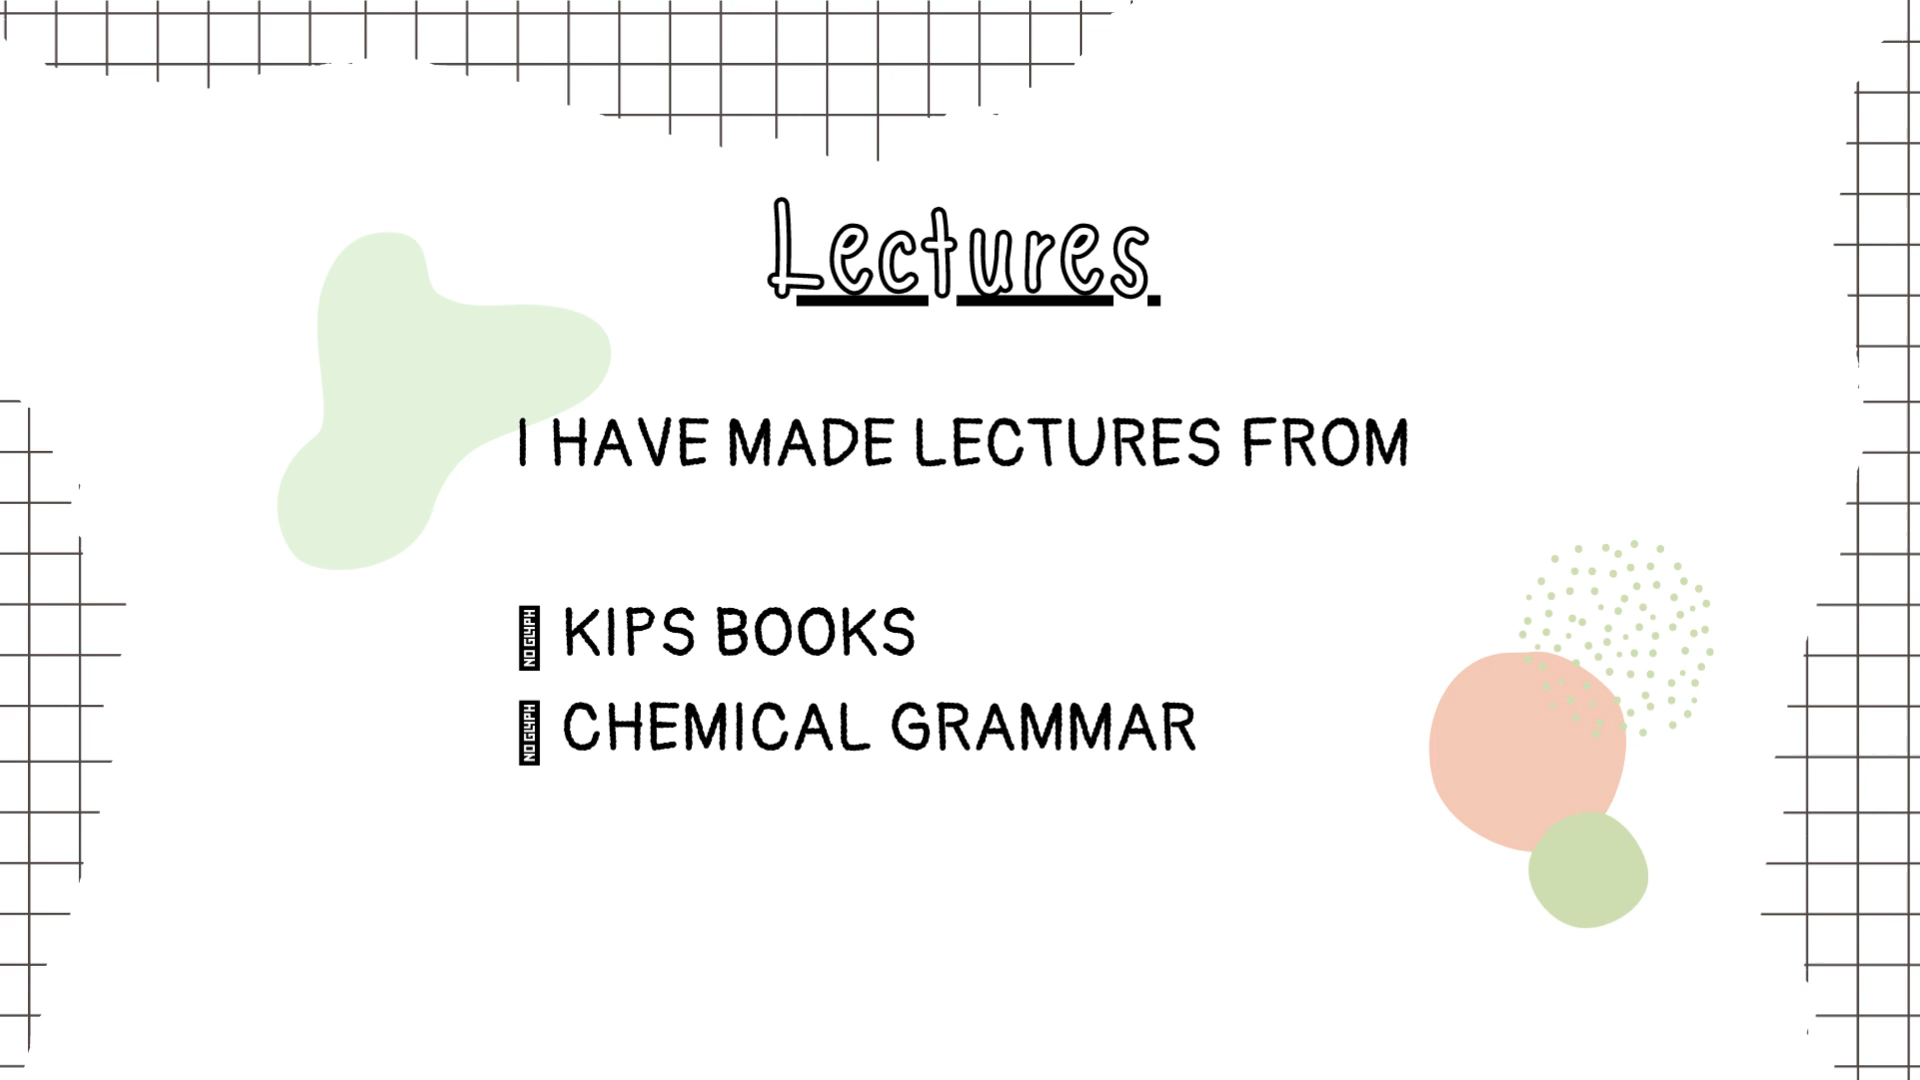 Lectures
I HAVE MADE LECTURES FROM
NO GLYPH KIPS BOOKS
NO GLYPH CHEMICAL GRAMMAR